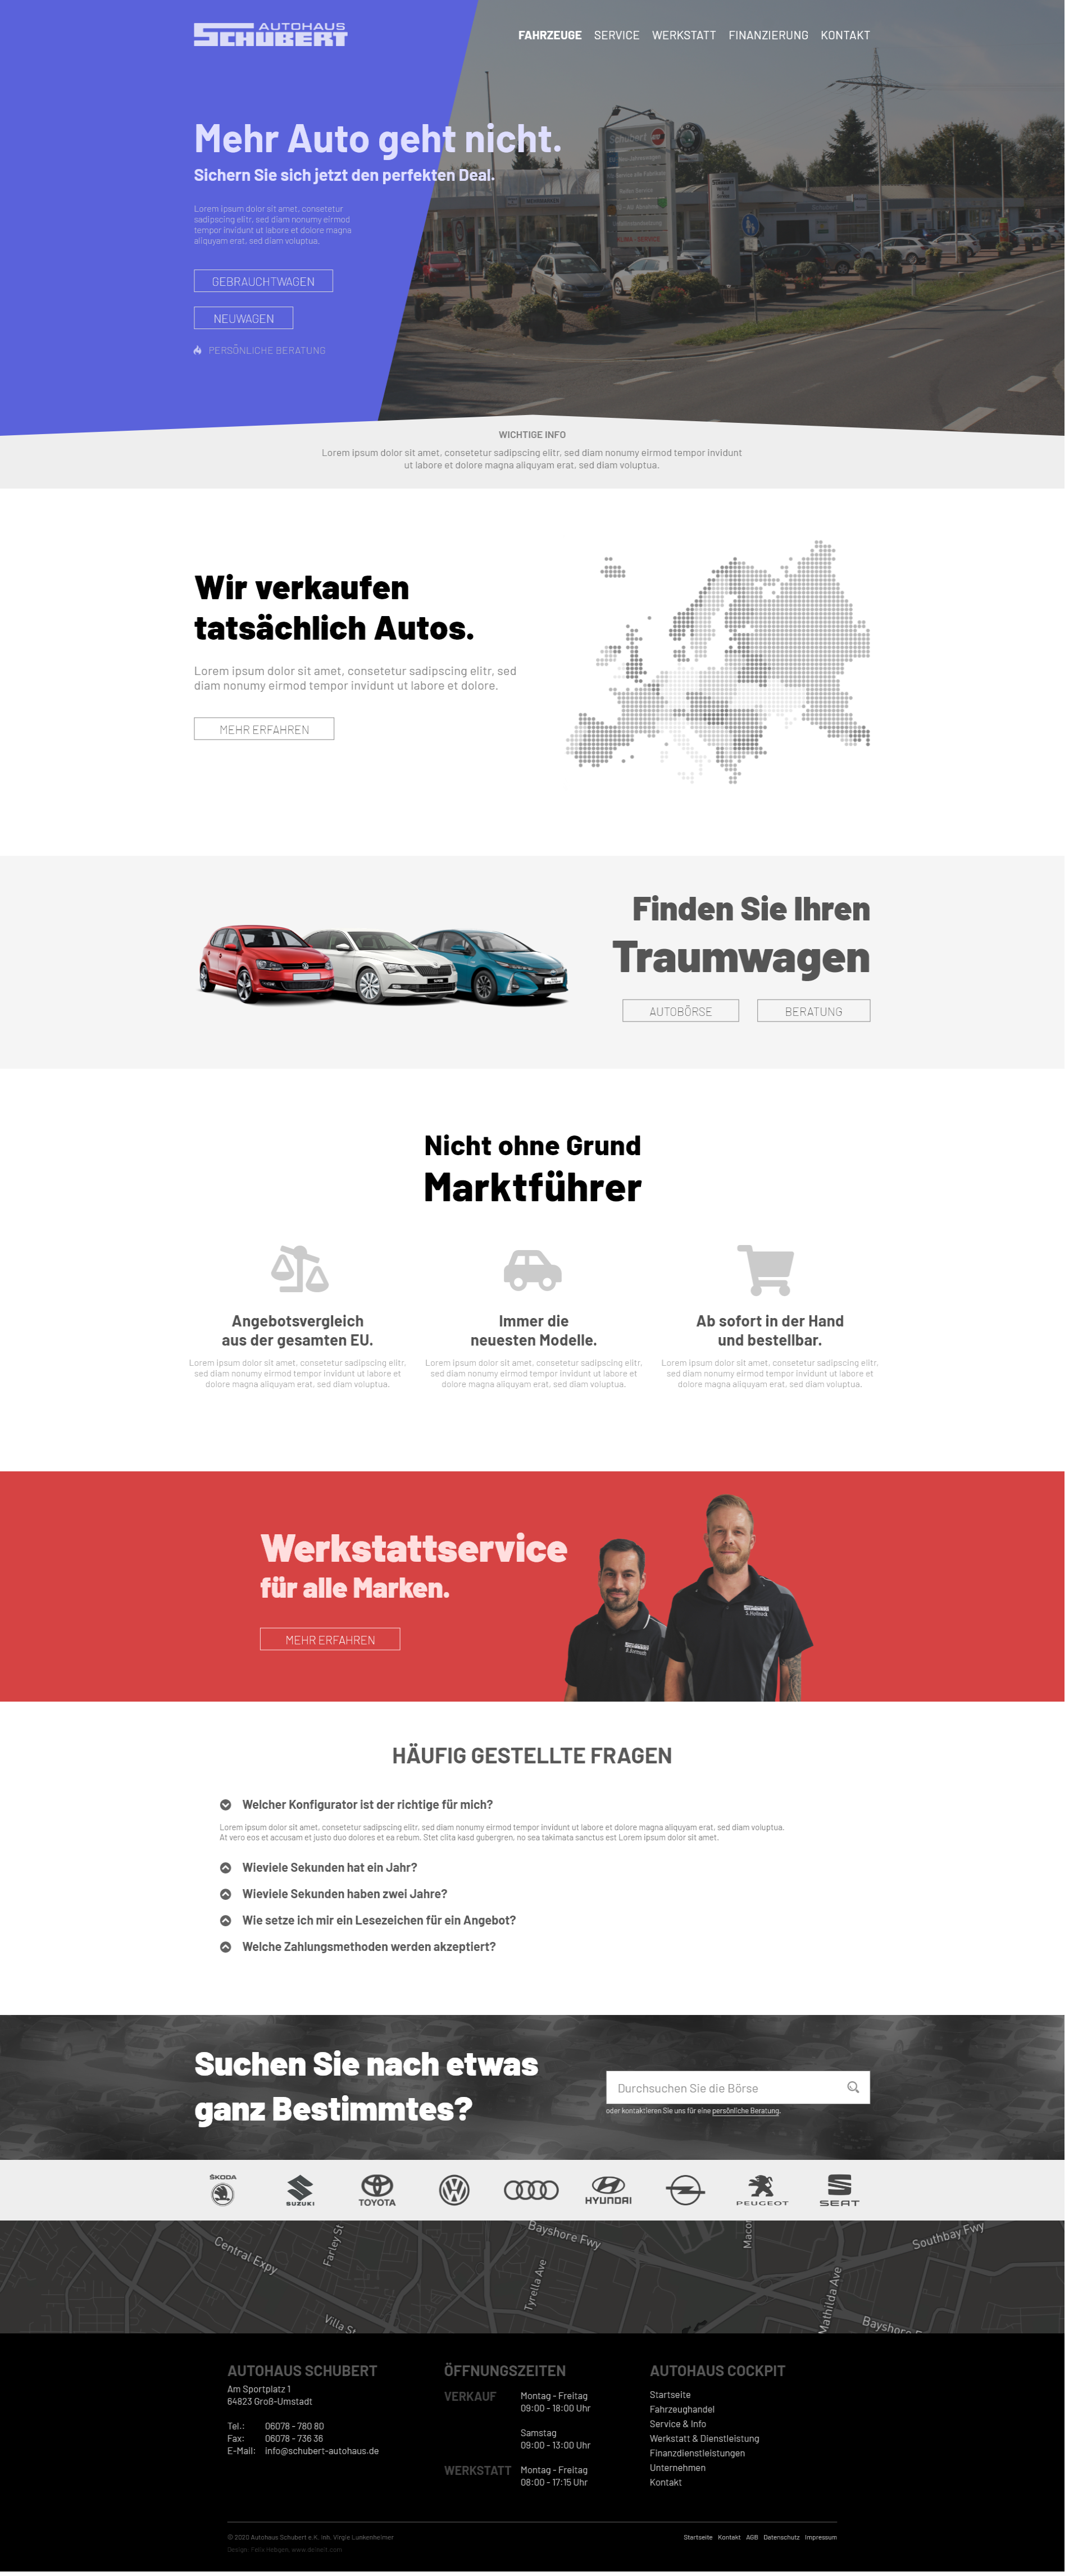 AUTOHAUS
SCHUBERT
FAHRZEUGE SERVICE WERKSTATT FINANZIERUNG KONTAKT
Mehr Auto geht nicht.
Sichern Sie sich jetzt den perfekten Deal.
Lorem ipsum dolor sit amet, consetetur
sadipscing elitr, sed diam nonumy eirmod
tempor invidunt ut labore et dolore magna
aliquyam erat, sed diam voluptua.
GEBRAUCHTWAGEN
NEUWAGEN
PERSÖNLICHE BERATUNG
WICHTIGE INFO
Lorem ipsum dolor sit amet, consetetur sadipscing elitr, sed diam nonumy eirmod tempor invidunt
ut labore et dolore magna aliquyam erat, sed diam voluptua.
Wir verkaufen
tatsächlich Autos.
Lorem ipsum dolor sit amet, consetetur sadipscing elitr, sed
diam nonumy eirmod tempor invidunt ut labore et dolore.
MEHR ERFAHREN
Finden Sie Ihren
Traumwagen
AUTOBÖRSE BERATUNG
Nicht ohne Grund
Marktführer
Angebotsvergleich
aus der gesamten EU.
Lorem ipsum dolor sit amet, consetetur sadipscing elitr,
sed diam nonumy eirmod tempor invidunt ut labore et
dolore magna aliquyam erat, sed diam voluptua.
Immer die
neuesten Modelle.
Lorem ipsum dolor sit amet, consetetur sadipscing elitr,
sed diam nonumy eirmod tempor invidunt ut labore et
dolore magna aliquyam erat, sed diam voluptua.
Ab sofort in der Hand
und bestellbar.
Lorem ipsum dolor sit amet, consetetur sadipscing elitr,
sed diam nonumy eirmod tempor invidunt ut labore et
dolore magna aliquyam erat, sed diam voluptua.
Werkstattservice
für alle Marken.
MEHR ERFAHREN
HÄUFIG GESTELLTE FRAGEN
Welcher Konfigurator ist der richtige für mich?
Lorem ipsum dolor sit amet, consetetur sadipscing elitr, sed diam nonumy eirmod tempor invidunt ut labore et dolore magna aliquyam erat, sed diam voluptua.
At vero eos et accusam et justo duo dolores et ea rebum. Stet clita kasd gubergren, no sea takimata sanctus est Lorem ipsum dolor sit amet.
Wieviele Sekunden hat ein Jahr?
Wieviele Sekunden haben zwei Jahre?
Wie setze ich mir ein Lesezeichen für ein Angebot?
Welche Zahlungsmethoden werden akzeptiert?
Suchen Sie nach etwas
ganz Bestimmtes?
Durchsuchen Sie die Börse
oder kontaktieren Sie uns für eine persönliche Beratung.
ŠKODA
SUZUKI
TOYOTA
HYUNDAI
PEUGEOT
SEAT
Central Expy
Farley St
Villa St
Bayshore Fwy
Tyrella Ave
Mathilda Ave
Southbay Fwy
Bayshore
AUTOHAUS SCHUBERT
Am Sportplatz 1
64823 Groß-Umstadt
Tel.: 06078 - 780 80
Fax: 06078 - 736 36
E-Mail: info@schubert-autohaus.de
ÖFFNUNGSZEITEN
VERKAUF Montag - Freitag
09:00 - 18:00 Uhr
Samstag
09:00 - 13:00 Uhr
WERKSTATT Montag - Freitag
08:00 - 17:15 Uhr
AUTOHAUS COCKPIT
Startseite
Fahrzeughandel
Service & Info
Werkstatt & Dienstleistung
Finanzdienstleistungen
Unternehmen
Kontakt
© 2020 Autohaus Schubert e.K. Inh. Virgie Lunkenheimer
Startseite Kontakt AGB Datenschutz Impressum